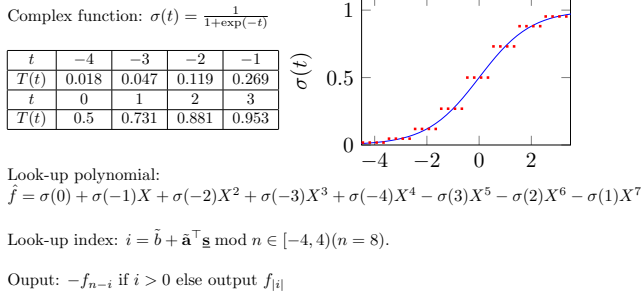 Complex function: σ(t) = 1/(1+exp(−t))
t −4 −3 −2 −1
T(t) 0.018 0.047 0.119 0.269
t 0 1 2 3
T(t) 0.5 0.731 0.881 0.953
σ(t)
1
0.5
0
−4 −2 0 2
Look-up polynomial:
f̂ = σ(0) + σ(−1)X + σ(−2)X² + σ(−3)X³ + σ(−4)X⁴ − σ(3)X⁵ − σ(2)X⁶ − σ(1)X⁷
Look-up index: i = b̃ + ã^⊤s mod n ∈ [−4, 4)(n = 8).
Ouput: −f_{n−i} if i > 0 else output f_{|i|}